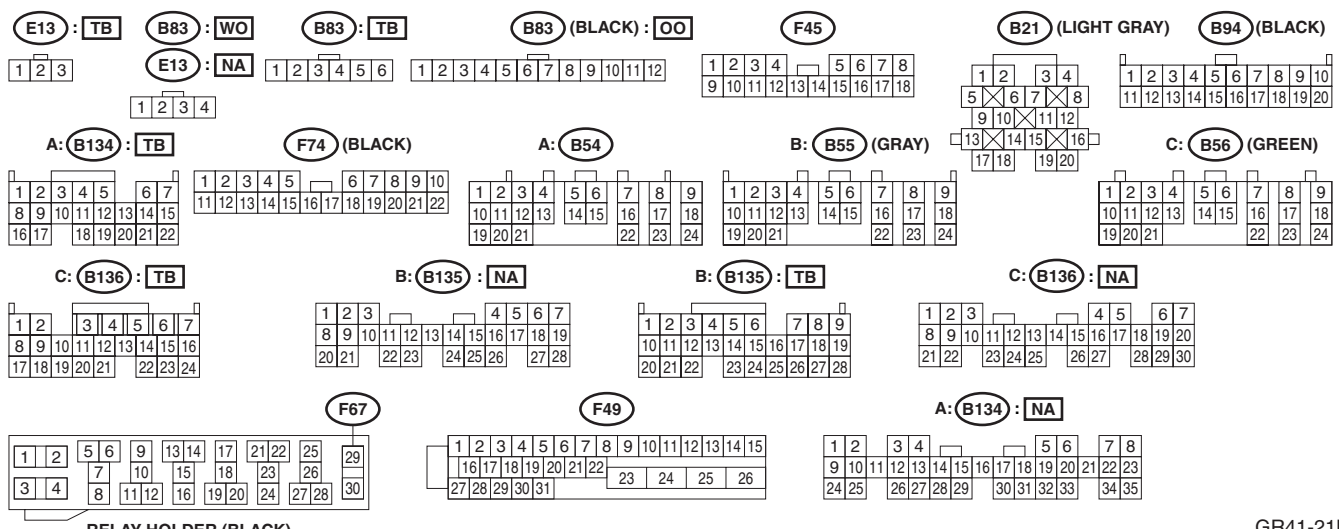 E13 : TB B83 : WO B83 : TB B83 (BLACK) : OO F45 B21 (LIGHT GRAY) B94 (BLACK)
E13 : NA
1 2 3
1 2 3 4 5 6
1 2 3 4 5 6 7 8 9 10 11 12
1 2 3 4 5 6 7 8
9 10 11 12 13 14 15 16 17 18
1 2 3 4
5 6 7 8
9 10 11 12
13 14 15 16
17 18 19 20
1 2 3 4 5 6 7 8 9 10
11 12 13 14 15 16 17 18 19 20
1 2 3 4
A: B134 : TB F74 (BLACK) A: B54 B: B55 (GRAY) C: B56 (GREEN)
1 2 3 4 5 6 7
8 9 10 11 12 13 14 15
16 17 18 19 20 21 22
1 2 3 4 5 6 7 8 9 10
11 12 13 14 15 16 17 18 19 20 21 22
1 2 3 4 5 6 7 8 9
10 11 12 13 14 15 16 17 18
19 20 21 22 23 24
1 2 3 4 5 6 7 8 9
10 11 12 13 14 15 16 17 18
19 20 21 22 23 24
1 2 3 4 5 6 7 8 9
10 11 12 13 14 15 16 17 18
19 20 21 22 23 24
C: B136 : TB B: B135 : NA B: B135 : TB C: B136 : NA
1 2 3 4 5 6 7
8 9 10 11 12 13 14 15 16
17 18 19 20 21 22 23 24
1 2 3 4 5 6 7
8 9 10 11 12 13 14 15 16 17 18 19
20 21 22 23 24 25 26 27 28
1 2 3 4 5 6 7 8 9
10 11 12 13 14 15 16 17 18 19
20 21 22 23 24 25 26 27 28
1 2 3 4 5 6 7
8 9 10 11 12 13 14 15 16 17 18 19 20
21 22 23 24 25 26 27 28 29 30
F67 F49 A: B134 : NA
1 2 5 6 9 13 14 17 21 22 25 29
7 10 15 18 23 26
3 4 8 11 12 16 19 20 24 27 28 30
1 2 3 4 5 6 7 8 9 10 11 12 13 14 15
16 17 18 19 20 21 22 23 24 25 26
27 28 29 30 31
1 2 3 4 5 6 7 8
9 10 11 12 13 14 15 16 17 18 19 20 21 22 23
24 25 26 27 28 29 30 31 32 33 34 35
RELAY HOLDER (BLACK)